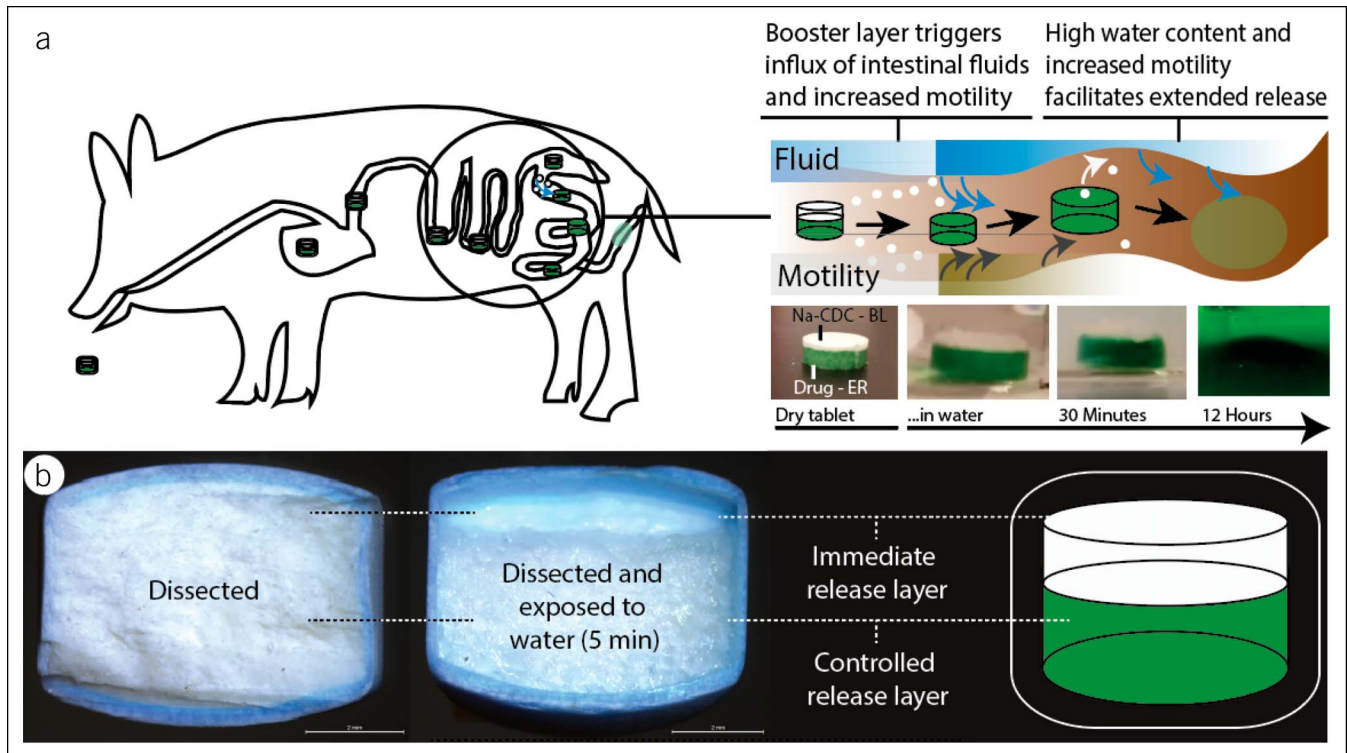 a
Booster layer triggers
influx of intestinal fluids
and increased motility
High water content and
increased motility
facilitates extended release
Fluid
Motility
Na-CDC - BL
Drug - ER
Dry tablet
...in water
30 Minutes
12 Hours
b
Dissected
2 mm
Dissected and
exposed to
water (5 min)
2 mm
Immediate
release layer
Controlled
release layer